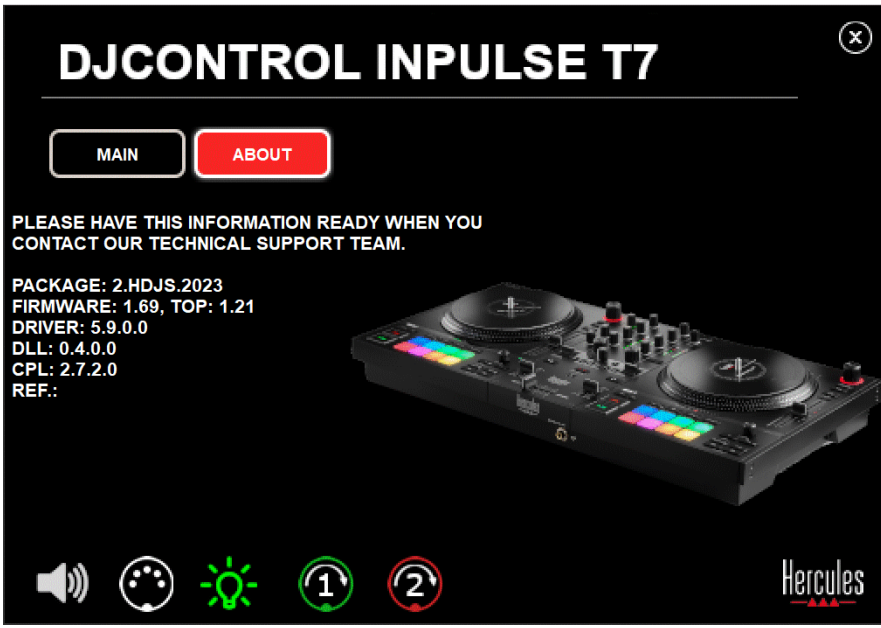 DJCONTROL INPULSE T7
MAIN
ABOUT
PLEASE HAVE THIS INFORMATION READY WHEN YOU
CONTACT OUR TECHNICAL SUPPORT TEAM.
PACKAGE: 2.HDJS.2023
FIRMWARE: 1.69, TOP: 1.21
DRIVER: 5.9.0.0
DLL: 0.4.0.0
CPL: 2.7.2.0
REF.:
1
2
Hercules